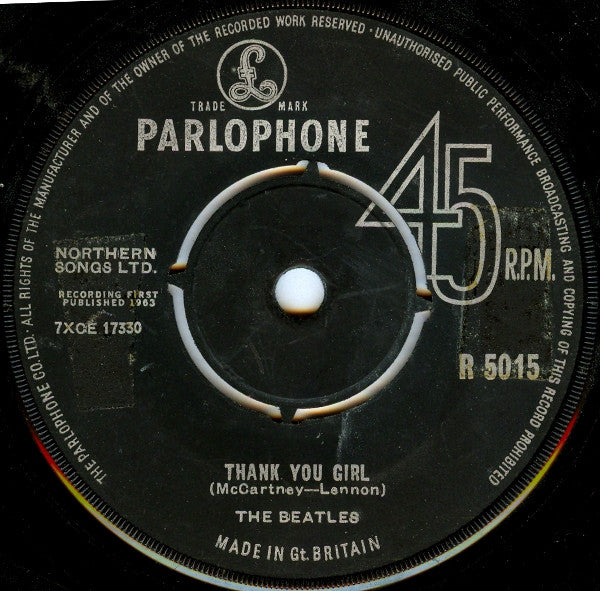 THE PARLOPHONE CO. LTD. · ALL RIGHTS OF THE MANUFACTURER AND OF THE OWNER OF THE RECORDED WORK RESERVED · UNAUTHORISED PUBLIC PERFORMANCE BROADCASTING AND COPYING OF THIS RECORD PROHIBITED
£
TRADE MARK
PARLOPHONE
45
R.P.M.
NORTHERN
SONGS LTD.
RECORDING FIRST
PUBLISHED 1963
7XCE 17330
R 5015
THANK YOU GIRL
(McCartney—Lennon)
THE BEATLES
MADE IN Gt. BRITAIN